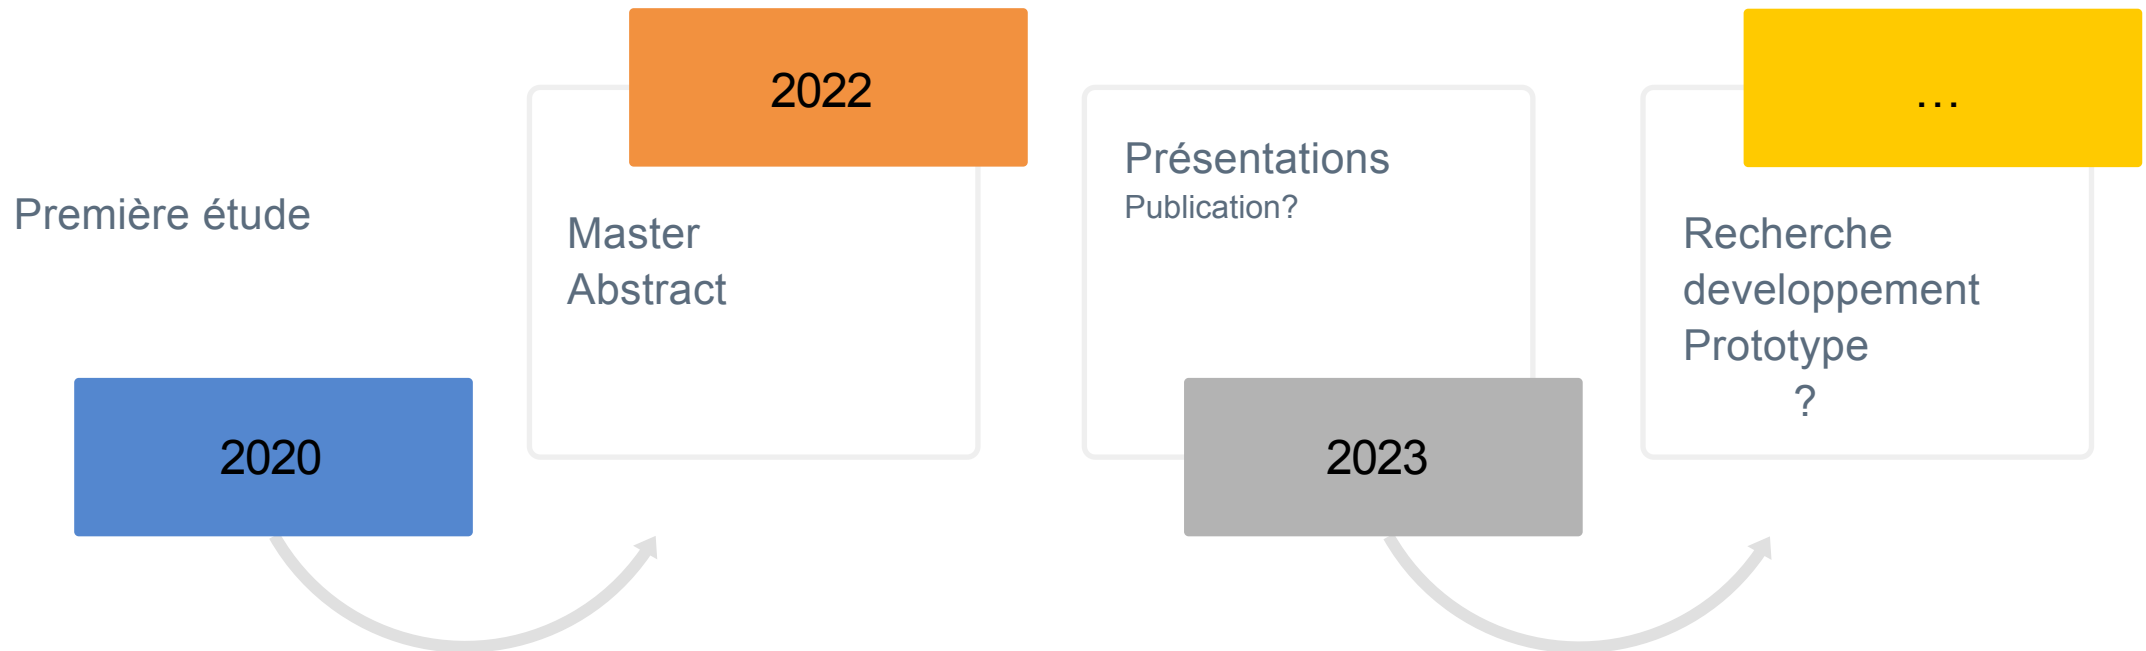 Première étude
2020
2022
Master
Abstract
Présentations
Publication?
2023
…
Recherche
developpement
Prototype
?